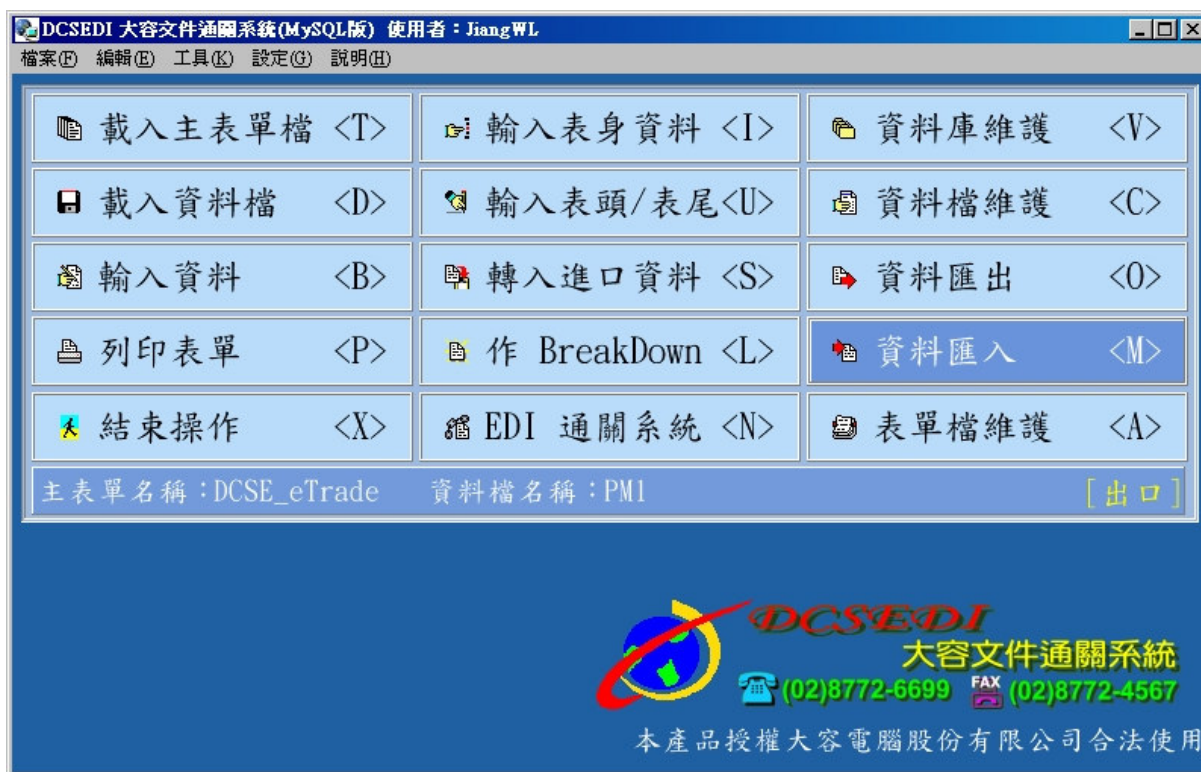 DCSEDI 大容文件通關系統(MySQL版) 使用者：JiangWL
檔案(F) 編輯(E) 工具(K) 設定(G) 說明(H)
載入主表單檔 <T> 輸入表身資料 <I> 資料庫維護 <V>
載入資料檔 <D> 輸入表頭/表尾<U> 資料檔維護 <C>
輸入資料 <B> 轉入進口資料 <S> 資料匯出 <O>
列印表單 <P> 作 BreakDown <L> 資料匯入 <M>
結束操作 <X> EDI 通關系統 <N> 表單檔維護 <A>
主表單名稱：DCSE_eTrade 資料檔名稱：PM1 [出口]
DCSEDI
大容文件通關系統
(02)8772-6699 FAX (02)8772-4567
本產品授權大容電腦股份有限公司合法使用